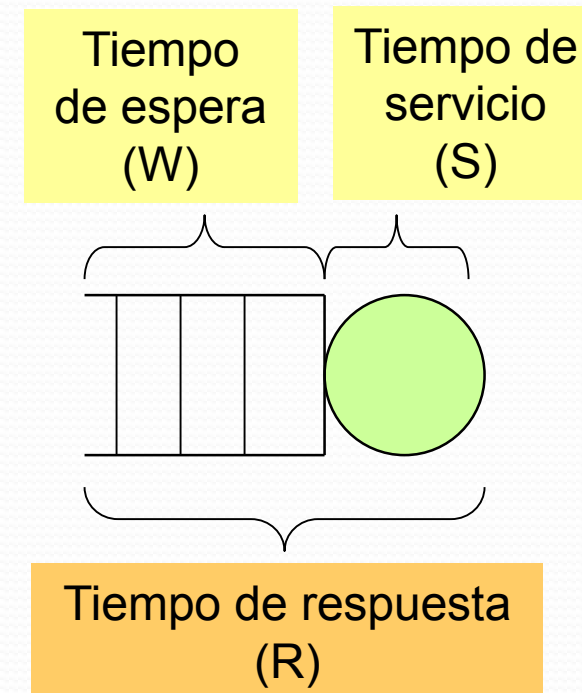 Tiempo
de espera
(W)
Tiempo de
servicio
(S)
Tiempo de respuesta
(R)